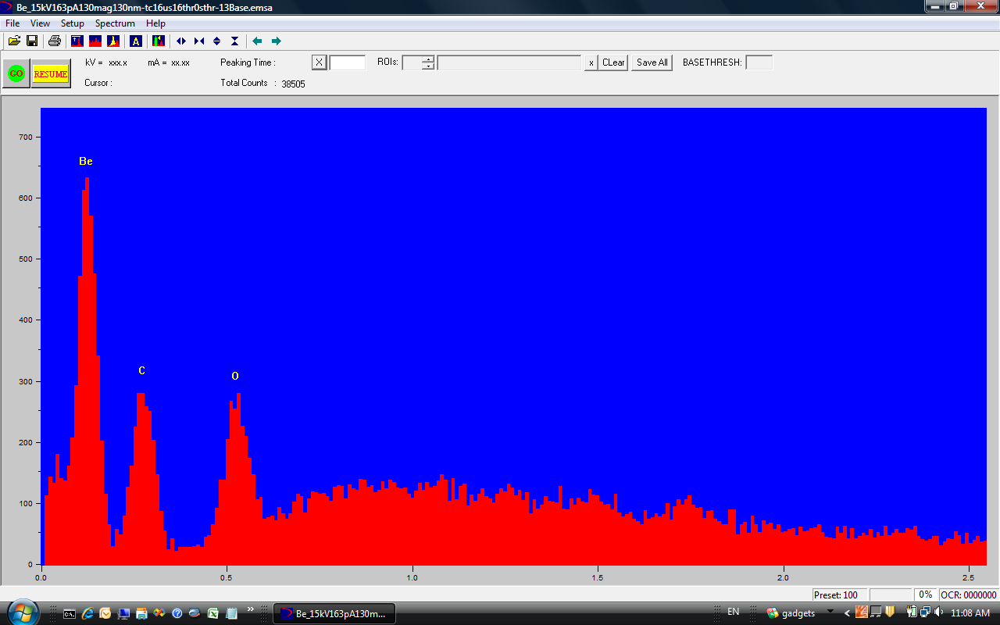 Be_15kV163pA130mag130nm-tc16us16thr0sthr-13Base.emsa
File View Setup Spectrum Help
A
GO RESUME
kV = xxx.x mA = xx.xx Peaking Time : X ROIs: x CLear Save All BASETHRESH:
Cursor : Total Counts : 38505
700
Be
600
500
400
C
O
300
200
100
0
0.0 0.5 1.0 1.5 2.0 2.5
Preset: 100 0% OCR: 0000000
C:\. » Be_15kV163pA130m... EN gadgets 11:08 AM